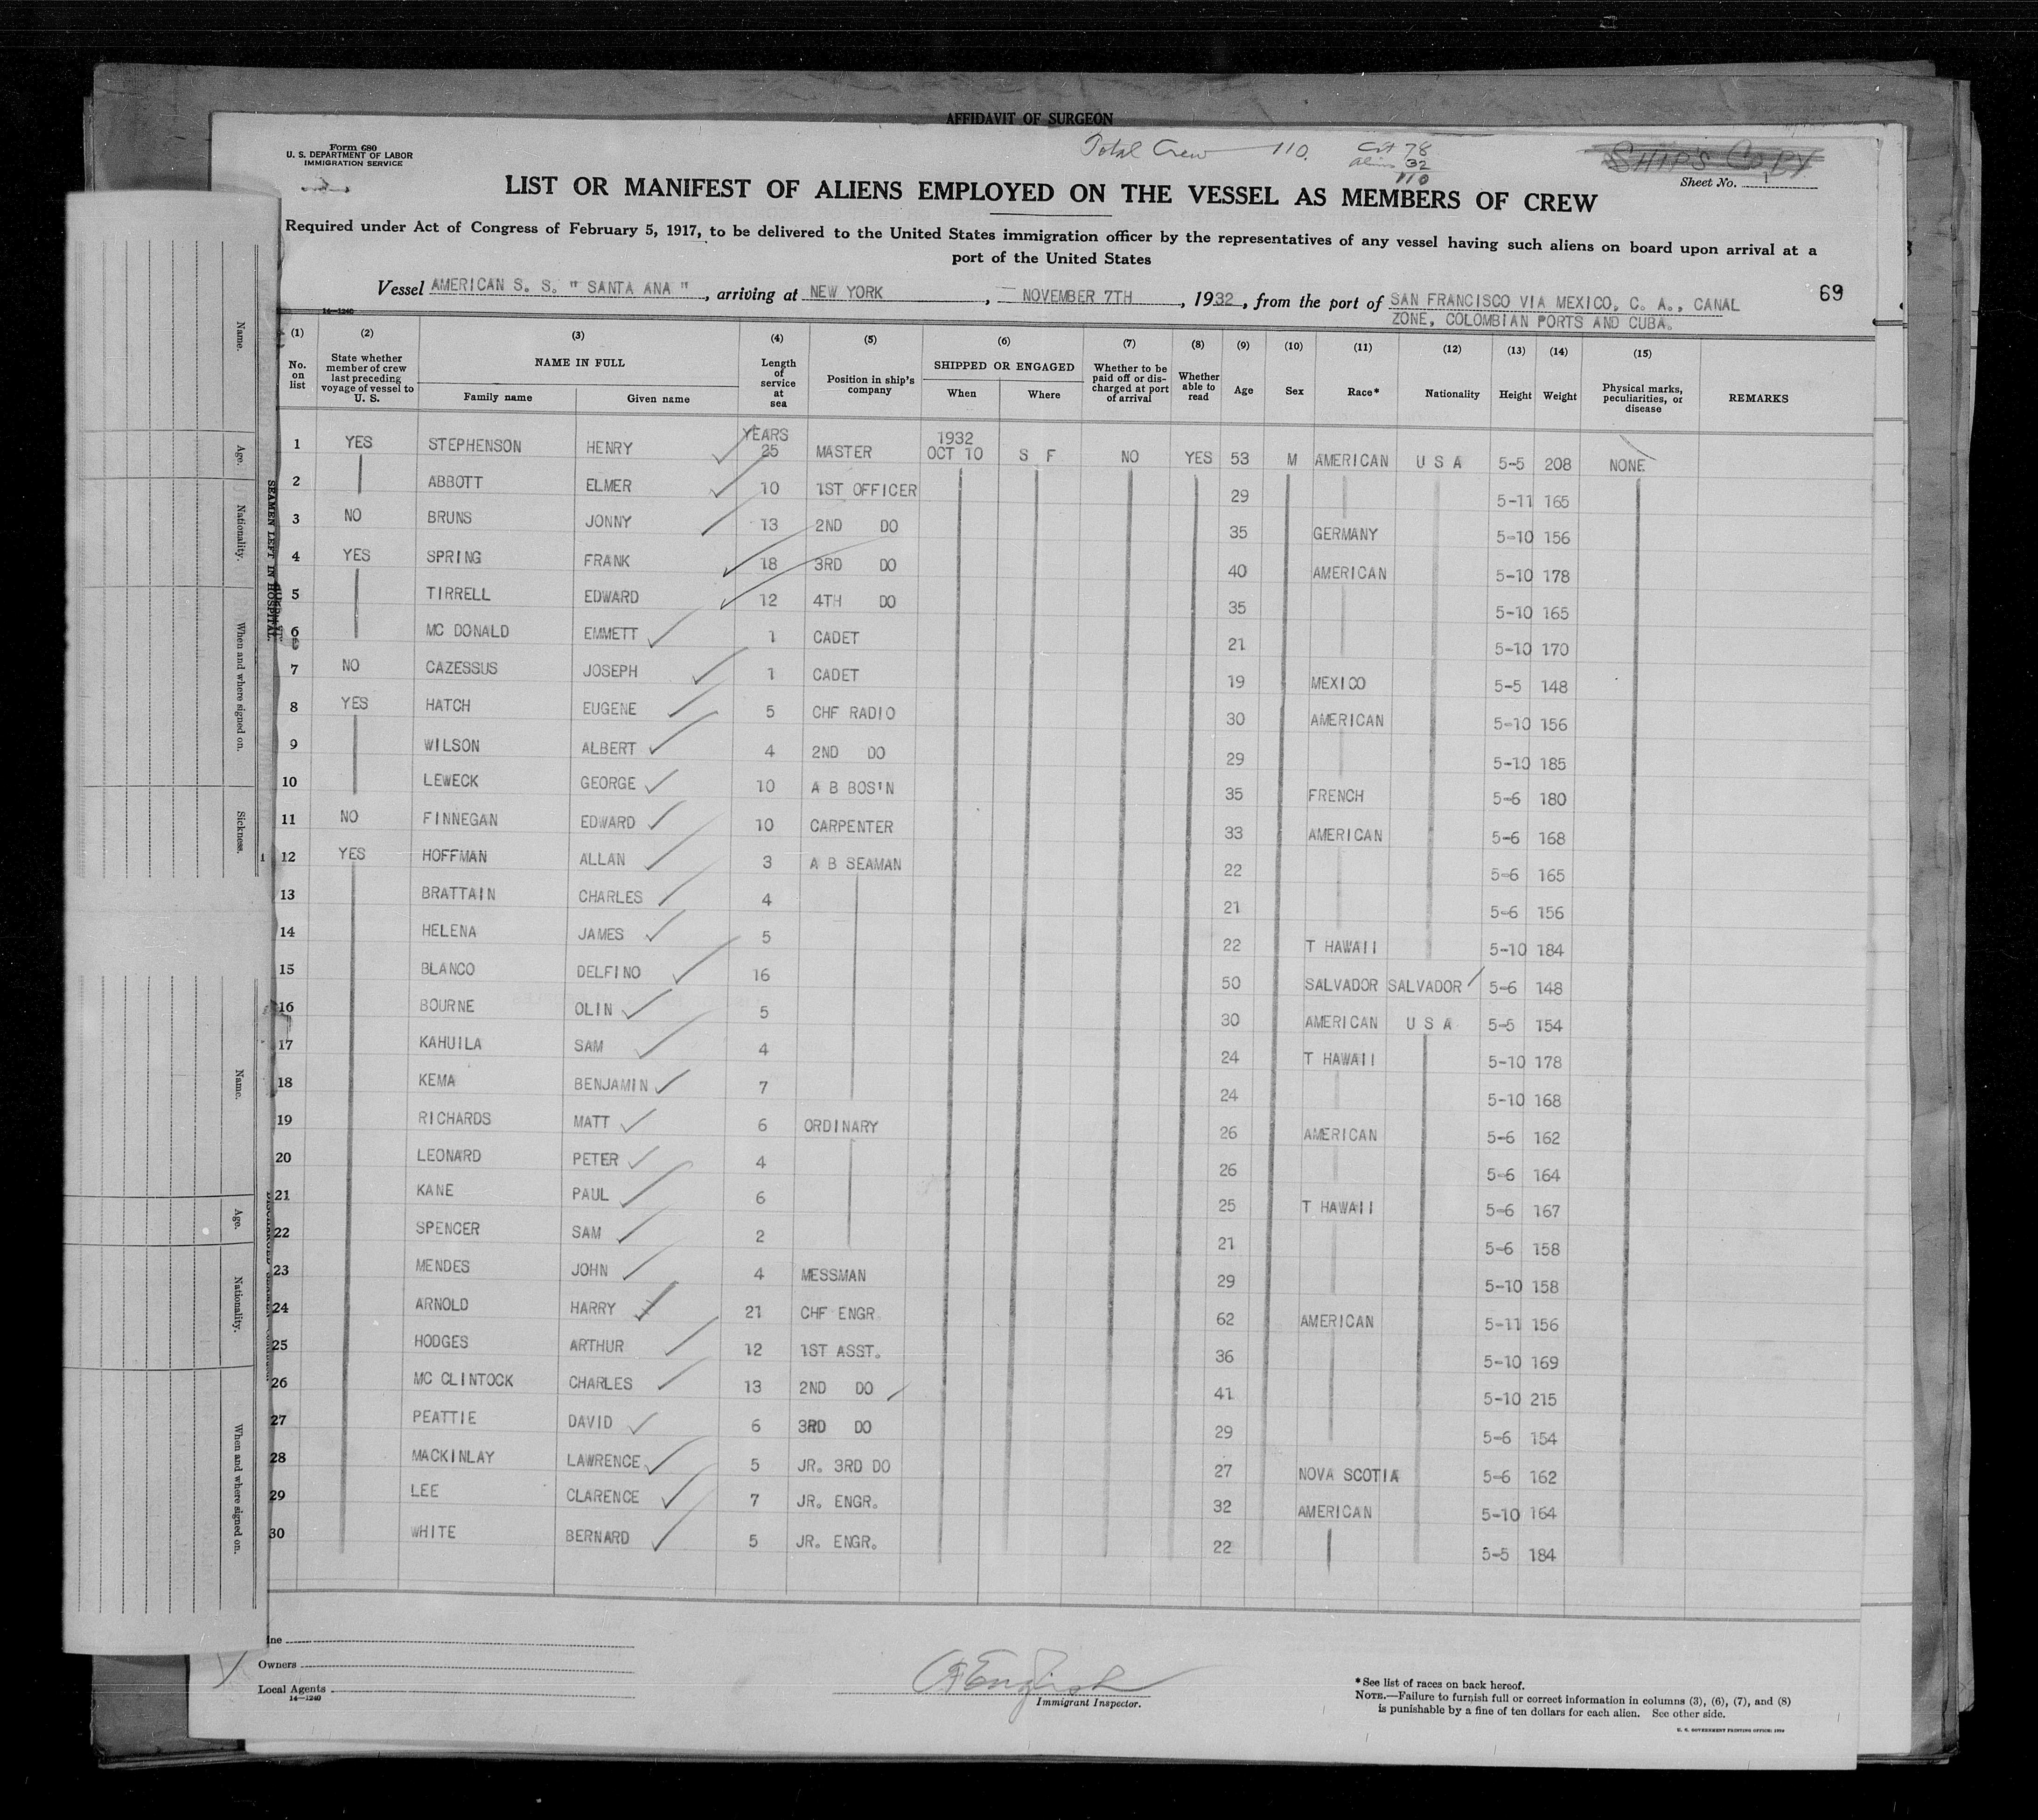 AFFIDAVIT OF SURGEON
Form 680
U. S. DEPARTMENT OF LABOR
IMMIGRATION SERVICE
Total Crew 110.
Cit 78
alien 32
110
SHIP'S COPY
Sheet No. 1
LIST OR MANIFEST OF ALIENS EMPLOYED ON THE VESSEL AS MEMBERS OF CREW
Required under Act of Congress of February 5, 1917, to be delivered to the United States immigration officer by the representatives of any vessel having such aliens on board upon arrival at a
port of the United States
Vessel AMERICAN S. S. " SANTA ANA ", arriving at NEW YORK, NOVEMBER 7TH, 1932, from the port of SAN FRANCISCO VIA MEXICO, C. A., CANAL
ZONE, COLOMBIAN PORTS AND CUBA.
69
14—1240
(1) No. on list
(2) State whether member of crew last preceding voyage of vessel to U. S.
(3) NAME IN FULL Family name Given name
(4) Length of service at sea
(5) Position in ship's company
(6) SHIPPED OR ENGAGED When Where
(7) Whether to be paid off or discharged at port of arrival
(8) Whether able to read
(9) Age
(10) Sex
(11) Race*
(12) Nationality
(13) Height
(14) Weight
(15) Physical marks, peculiarities, or disease
REMARKS
YEARS 1932
1 YES STEPHENSON HENRY 25 MASTER OCT 10 S F NO YES 53 M AMERICAN U S A 5-5 208 NONE
2 ABBOTT ELMER 10 1ST OFFICER 29 5-11 165
3 NO BRUNS JONNY 13 2ND DO 35 GERMANY 5-10 156
4 YES SPRING FRANK 18 3RD DO 40 AMERICAN 5-10 178
5 TIRRELL EDWARD 12 4TH DO 35 5-10 165
6 MC DONALD EMMETT 1 CADET 21 5-10 170
7 NO CAZESSUS JOSEPH 1 CADET 19 MEXICO 5-5 148
8 YES HATCH EUGENE 5 CHF RADIO 30 AMERICAN 5-10 156
9 WILSON ALBERT 4 2ND DO 29 5-10 185
10 LEWECK GEORGE 10 A B BOS'N 35 FRENCH 5-6 180
11 NO FINNEGAN EDWARD 10 CARPENTER 33 AMERICAN 5-6 168
12 YES HOFFMAN ALLAN 3 A B SEAMAN 22 5-6 165
13 BRATTAIN CHARLES 4 21 5-6 156
14 HELENA JAMES 5 22 T HAWAII 5-10 184
15 BLANCO DELFINO 16 50 SALVADOR SALVADOR 5-6 148
16 BOURNE OLIN 5 30 AMERICAN U S A 5-5 154
17 KAHUILA SAM 4 24 T HAWAII 5-10 178
18 KEMA BENJAMIN 7 24 5-10 168
19 RICHARDS MATT 6 ORDINARY 26 AMERICAN 5-6 162
20 LEONARD PETER 4 26 5-6 164
21 KANE PAUL 6 25 T HAWAII 5-6 167
22 SPENCER SAM 2 21 5-6 158
23 MENDES JOHN 4 MESSMAN 29 5-10 158
24 ARNOLD HARRY 21 CHF ENGR 62 AMERICAN 5-11 156
25 HODGES ARTHUR 12 1ST ASST. 36 5-10 169
26 MC CLINTOCK CHARLES 13 2ND DO 41 5-10 215
27 PEATTIE DAVID 6 3RD DO 29 5-6 154
28 MACKINLAY LAWRENCE 5 JR. 3RD DO 27 NOVA SCOTIA 5-6 162
29 LEE CLARENCE 7 JR. ENGR. 32 AMERICAN 5-10 164
30 WHITE BERNARD 5 JR. ENGR. 22 5-5 184
Owners
Local Agents
14—1240
Immigrant Inspector.
*See list of races on back hereof.
NOTE.—Failure to furnish full or correct information in columns (3), (6), (7), and (8)
is punishable by a fine of ten dollars for each alien. See other side.
U. S. GOVERNMENT PRINTING OFFICE
SEAMEN LEFT IN HOSPITAL
Name.
Age.
Nationality.
When and where signed on.
Sickness.
Name.
Age.
Nationality.
When and where signed on.